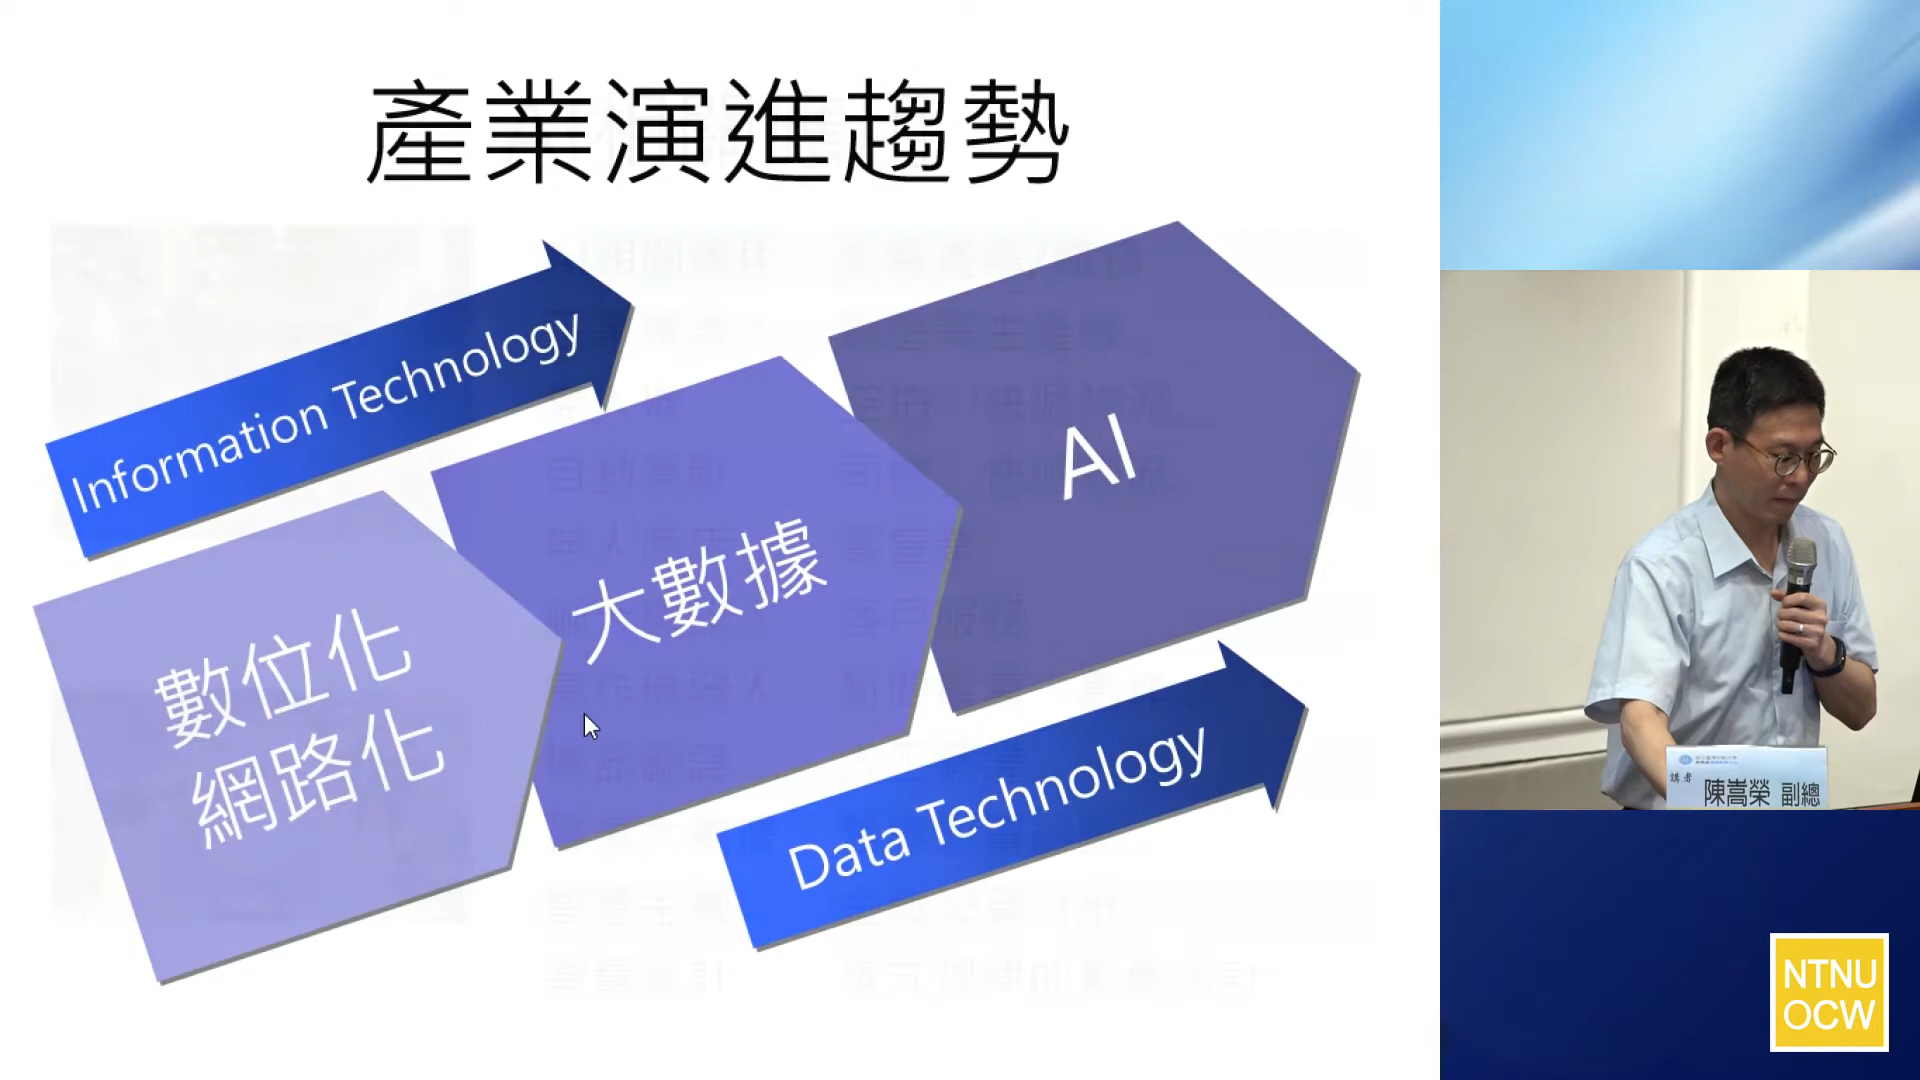 產業演進趨勢
Information Technology
數位化
網路化
大數據
AI
Data Technology
講者
陳嵩榮 副總
NTNU
OCW